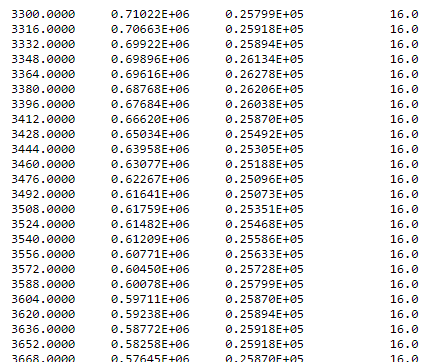 3300.0000 0.71022E+06 0.25799E+05 16.0
3316.0000 0.70663E+06 0.25918E+05 16.0
3332.0000 0.69922E+06 0.25894E+05 16.0
3348.0000 0.69896E+06 0.26134E+05 16.0
3364.0000 0.69616E+06 0.26278E+05 16.0
3380.0000 0.68768E+06 0.26206E+05 16.0
3396.0000 0.67684E+06 0.26038E+05 16.0
3412.0000 0.66620E+06 0.25870E+05 16.0
3428.0000 0.65034E+06 0.25492E+05 16.0
3444.0000 0.63958E+06 0.25305E+05 16.0
3460.0000 0.63077E+06 0.25188E+05 16.0
3476.0000 0.62267E+06 0.25096E+05 16.0
3492.0000 0.61641E+06 0.25073E+05 16.0
3508.0000 0.61759E+06 0.25351E+05 16.0
3524.0000 0.61482E+06 0.25468E+05 16.0
3540.0000 0.61209E+06 0.25586E+05 16.0
3556.0000 0.60771E+06 0.25633E+05 16.0
3572.0000 0.60450E+06 0.25728E+05 16.0
3588.0000 0.60078E+06 0.25799E+05 16.0
3604.0000 0.59711E+06 0.25870E+05 16.0
3620.0000 0.59238E+06 0.25894E+05 16.0
3636.0000 0.58772E+06 0.25918E+05 16.0
3652.0000 0.58258E+06 0.25918E+05 16.0
3668.0000 0.57645E+06 0.25870E+05 16.0